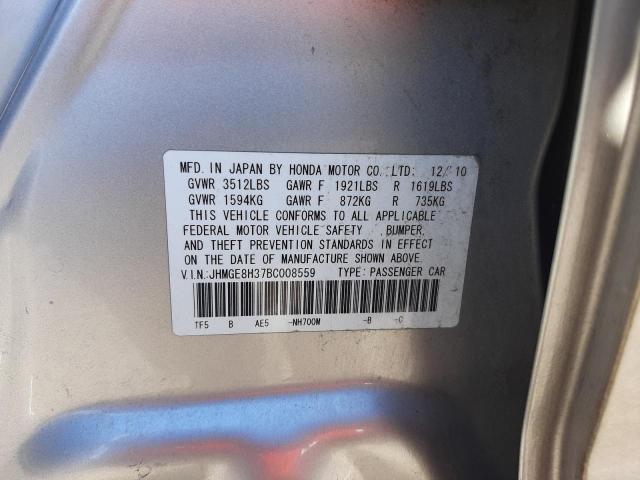 MFD. IN JAPAN BY HONDA MOTOR CO., LTD: 12/10
GVWR 3512LBS GAWR F 1921LBS R 1619LBS
GVWR 1594KG GAWR F 872KG R 735KG
THIS VEHICLE CONFORMS TO ALL APPLICABLE
FEDERAL MOTOR VEHICLE SAFETY , BUMPER,
AND THEFT PREVENTION STANDARDS IN EFFECT
ON THE DATE OF MANUFACTURE SHOWN ABOVE.
V.I.N.:JHMGE8H37BC008559 TYPE: PASSENGER CAR
TF5 B AE5 -NH700M -B -C